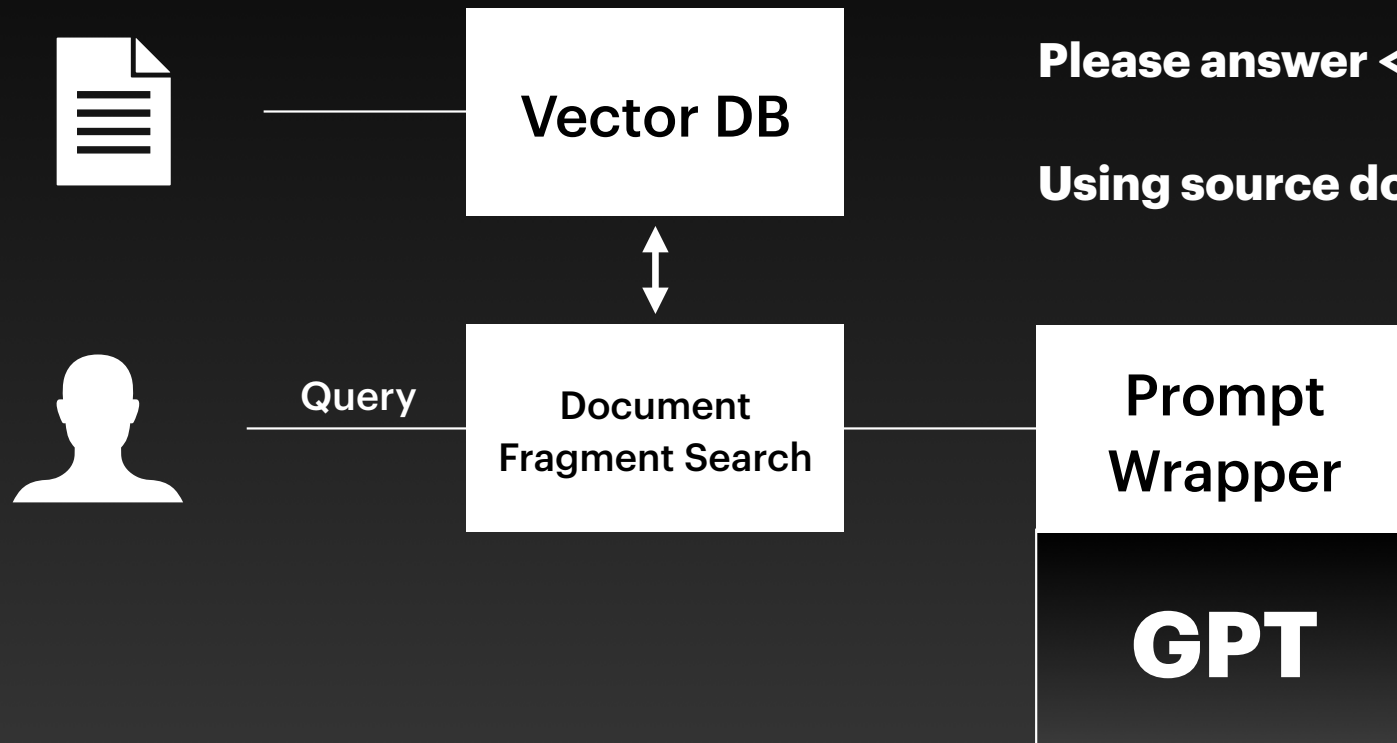 Vector DB
Please answer <
Using source do
Query
Document
Fragment Search
Prompt
Wrapper
GPT